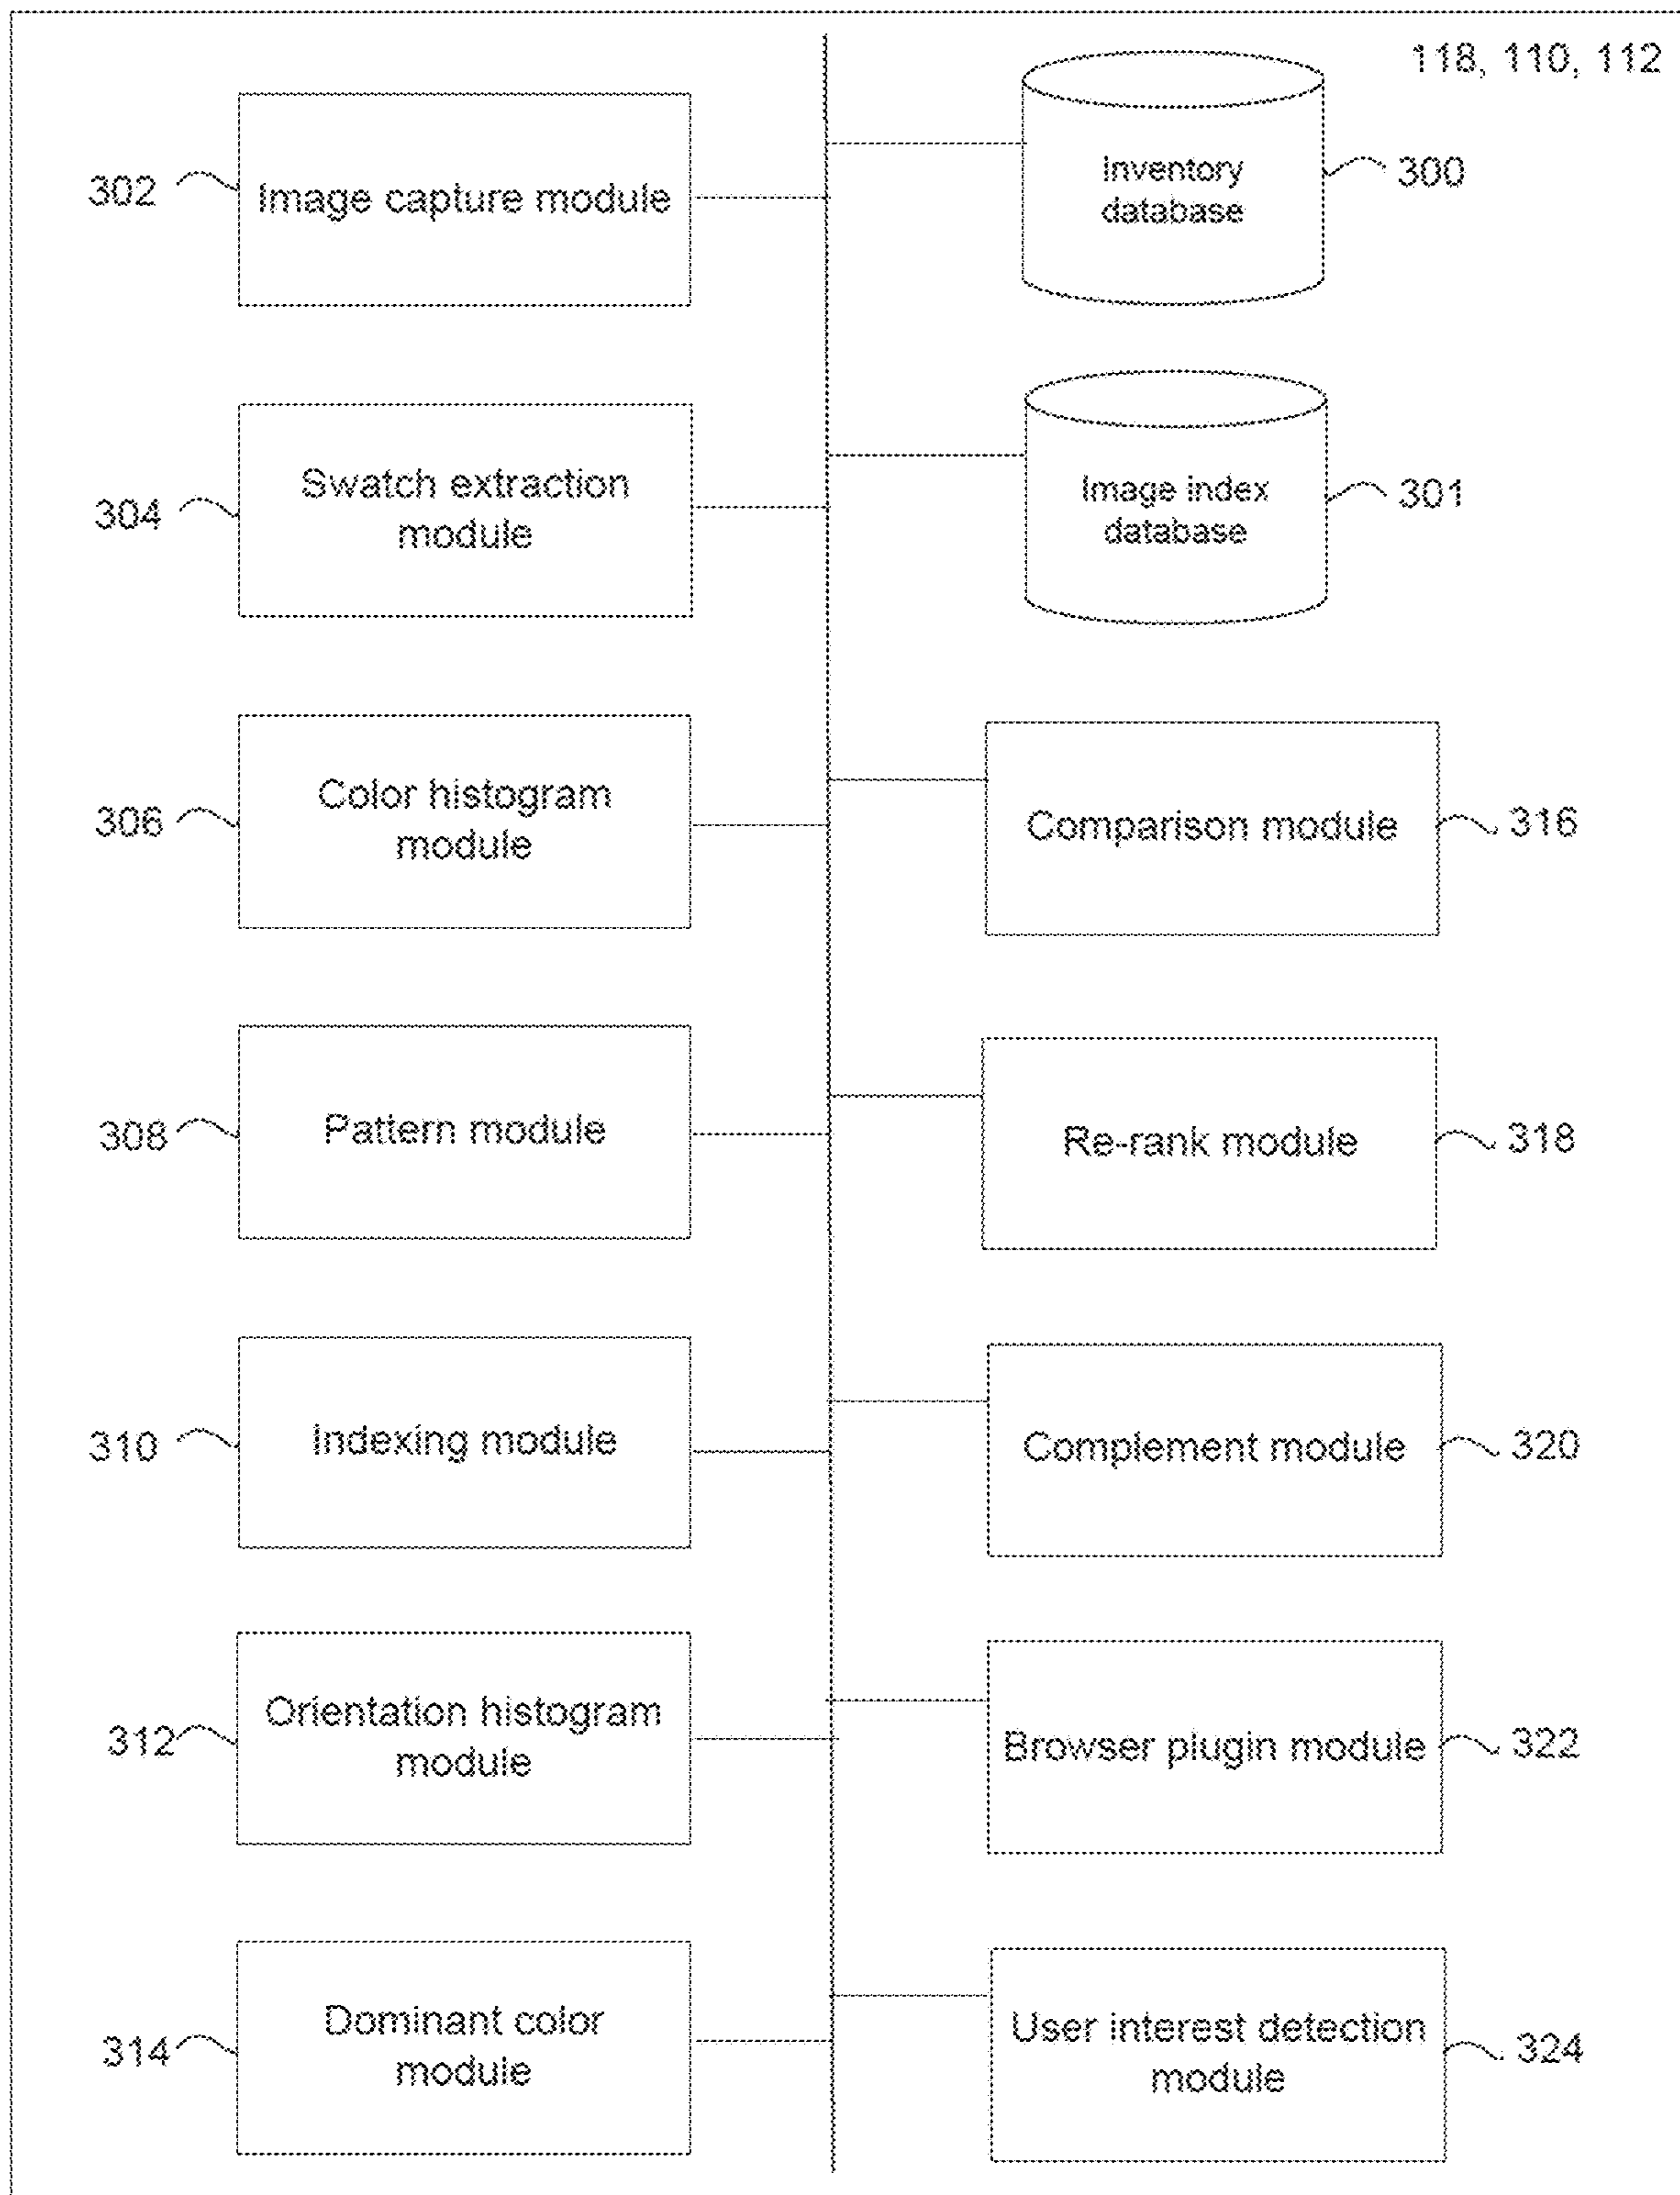 118, 110, 112
302
Image capture module
Inventory
database
300
304
Swatch extraction
module
Image index
database
301
306
Color histogram
module
Comparison module
316
308
Pattern module
Re-rank module
318
310
Indexing module
Complement module
320
312
Orientation histogram
module
Browser plugin module
322
314
Dominant color
module
User interest detection
module
324